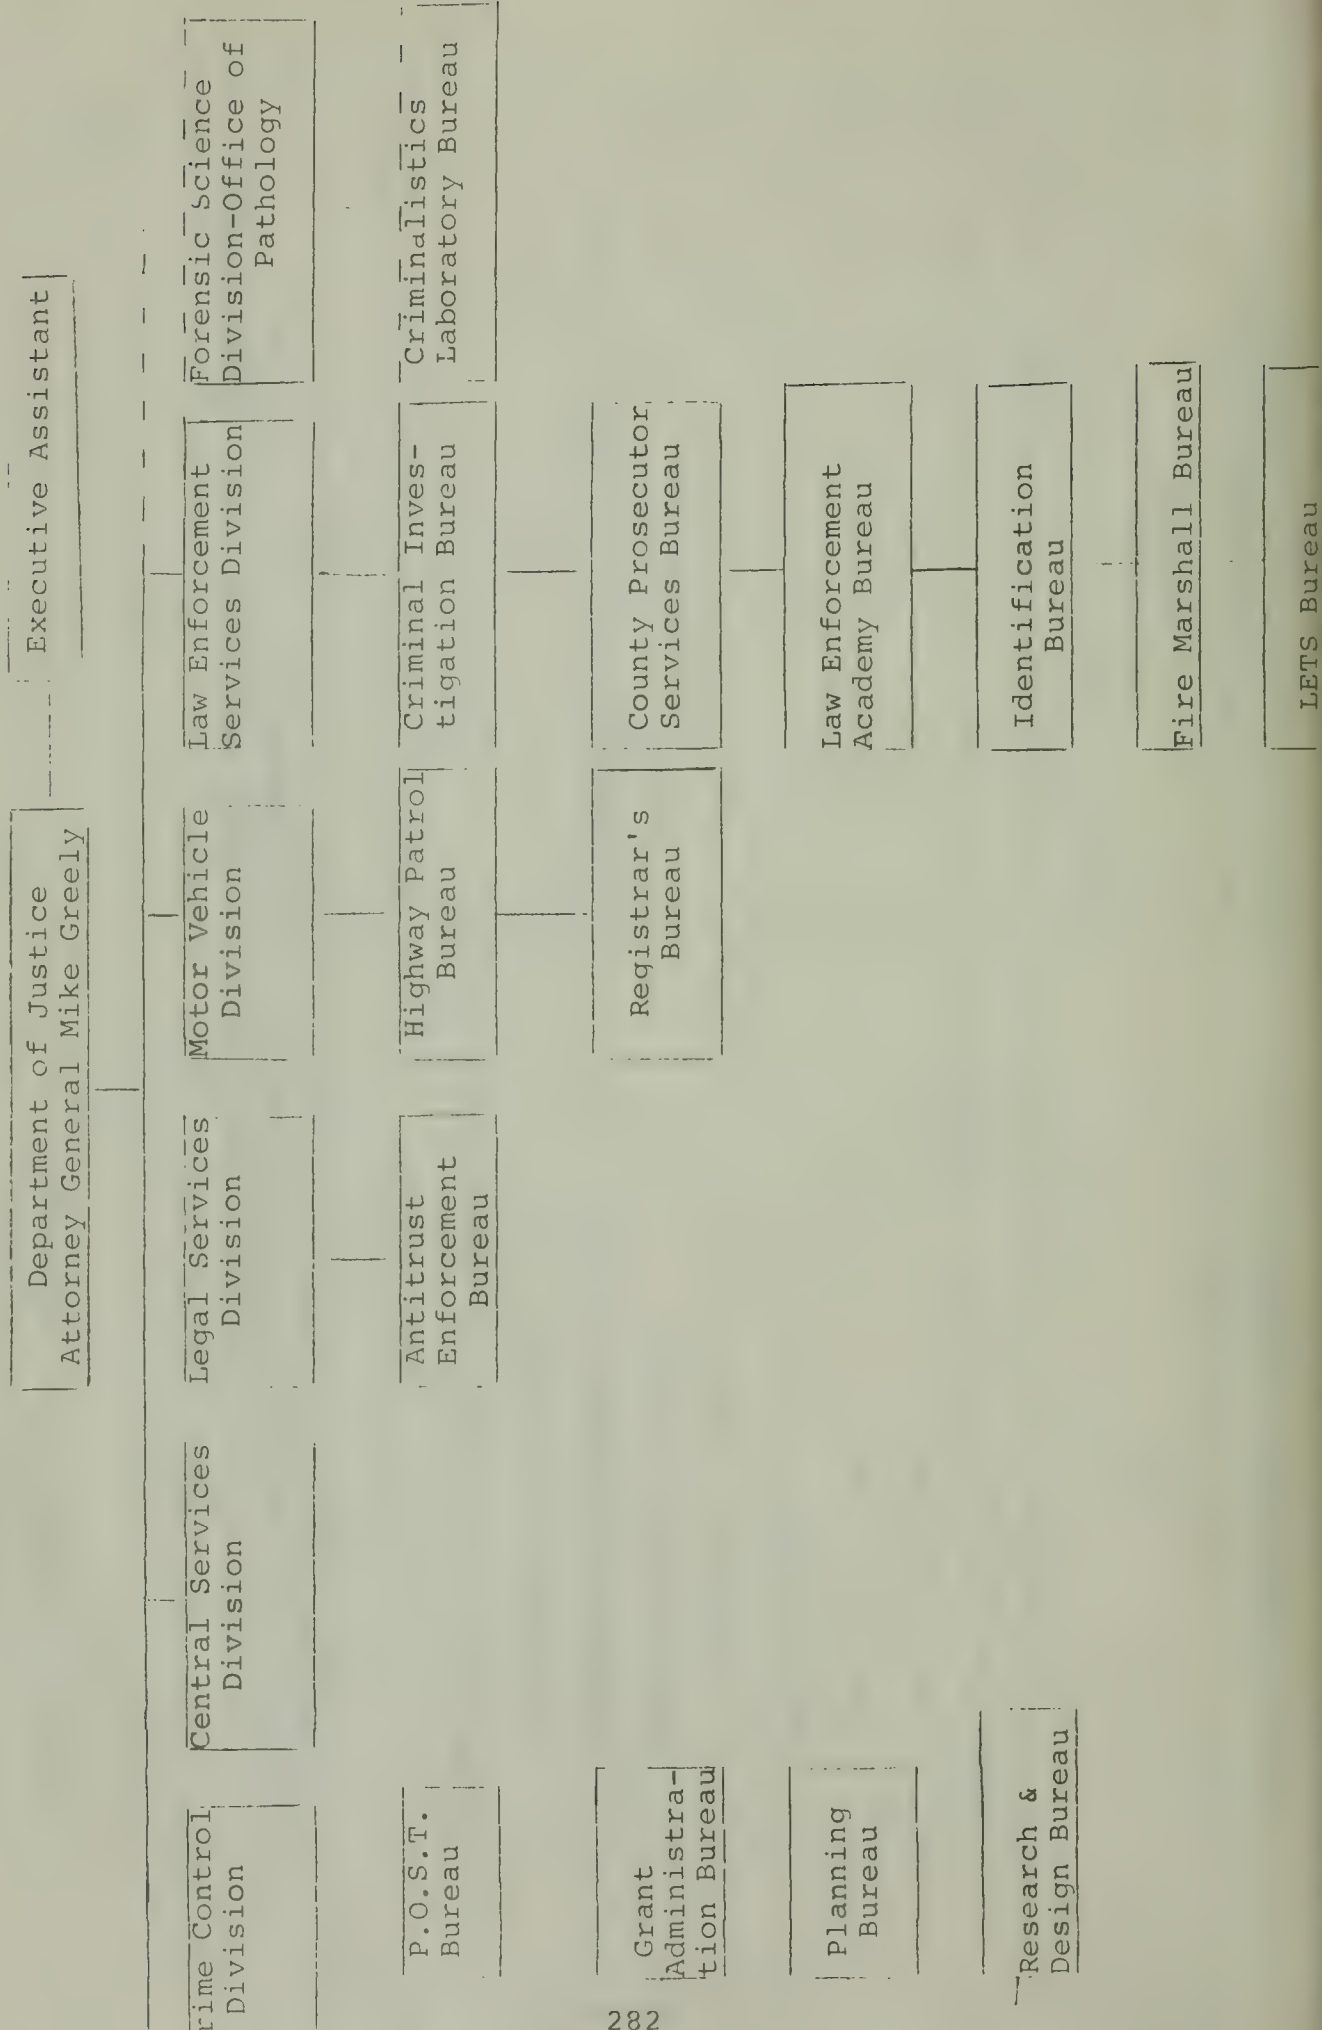 Department of Justice
Attorney General Mike Greely
Executive Assistant
rime Control
Division
Central Services
Division
Legal Services
Division
Motor Vehicle
Division
Law Enforcement
Services Division
Forensic Science
Division-Office of
Pathology
P.O.S.T.
Bureau
Antitrust
Enforcement
Bureau
Highway Patrol
Bureau
Criminal Inves-
tigation Bureau
Criminalistics
Laboratory Bureau
Grant
Administra-
tion Bureau
Registrar's
Bureau
County Prosecutor
Services Bureau
Planning
Bureau
Law Enforcement
Academy Bureau
Research &
Design Bureau
Identification
Bureau
Fire Marshall Bureau
LETS Bureau
282